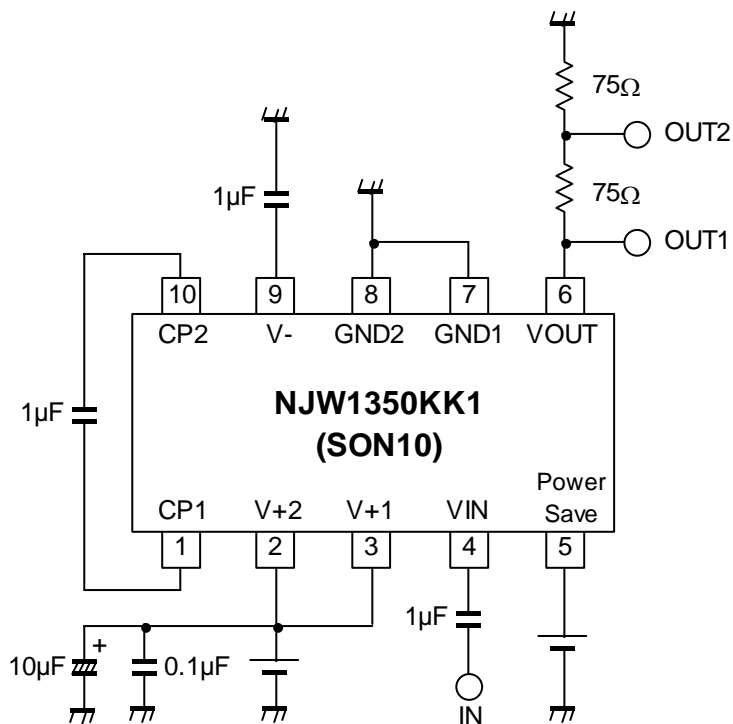 75Ω
OUT2
1µF
75Ω
OUT1
10
9
8
7
6
CP2
V-
GND2
GND1
VOUT
1µF
NJW1350KK1
(SON10)
CP1
V+2
V+1
VIN
Power
Save
1
2
3
4
5
1µF
+
10µF
0.1µF
IN